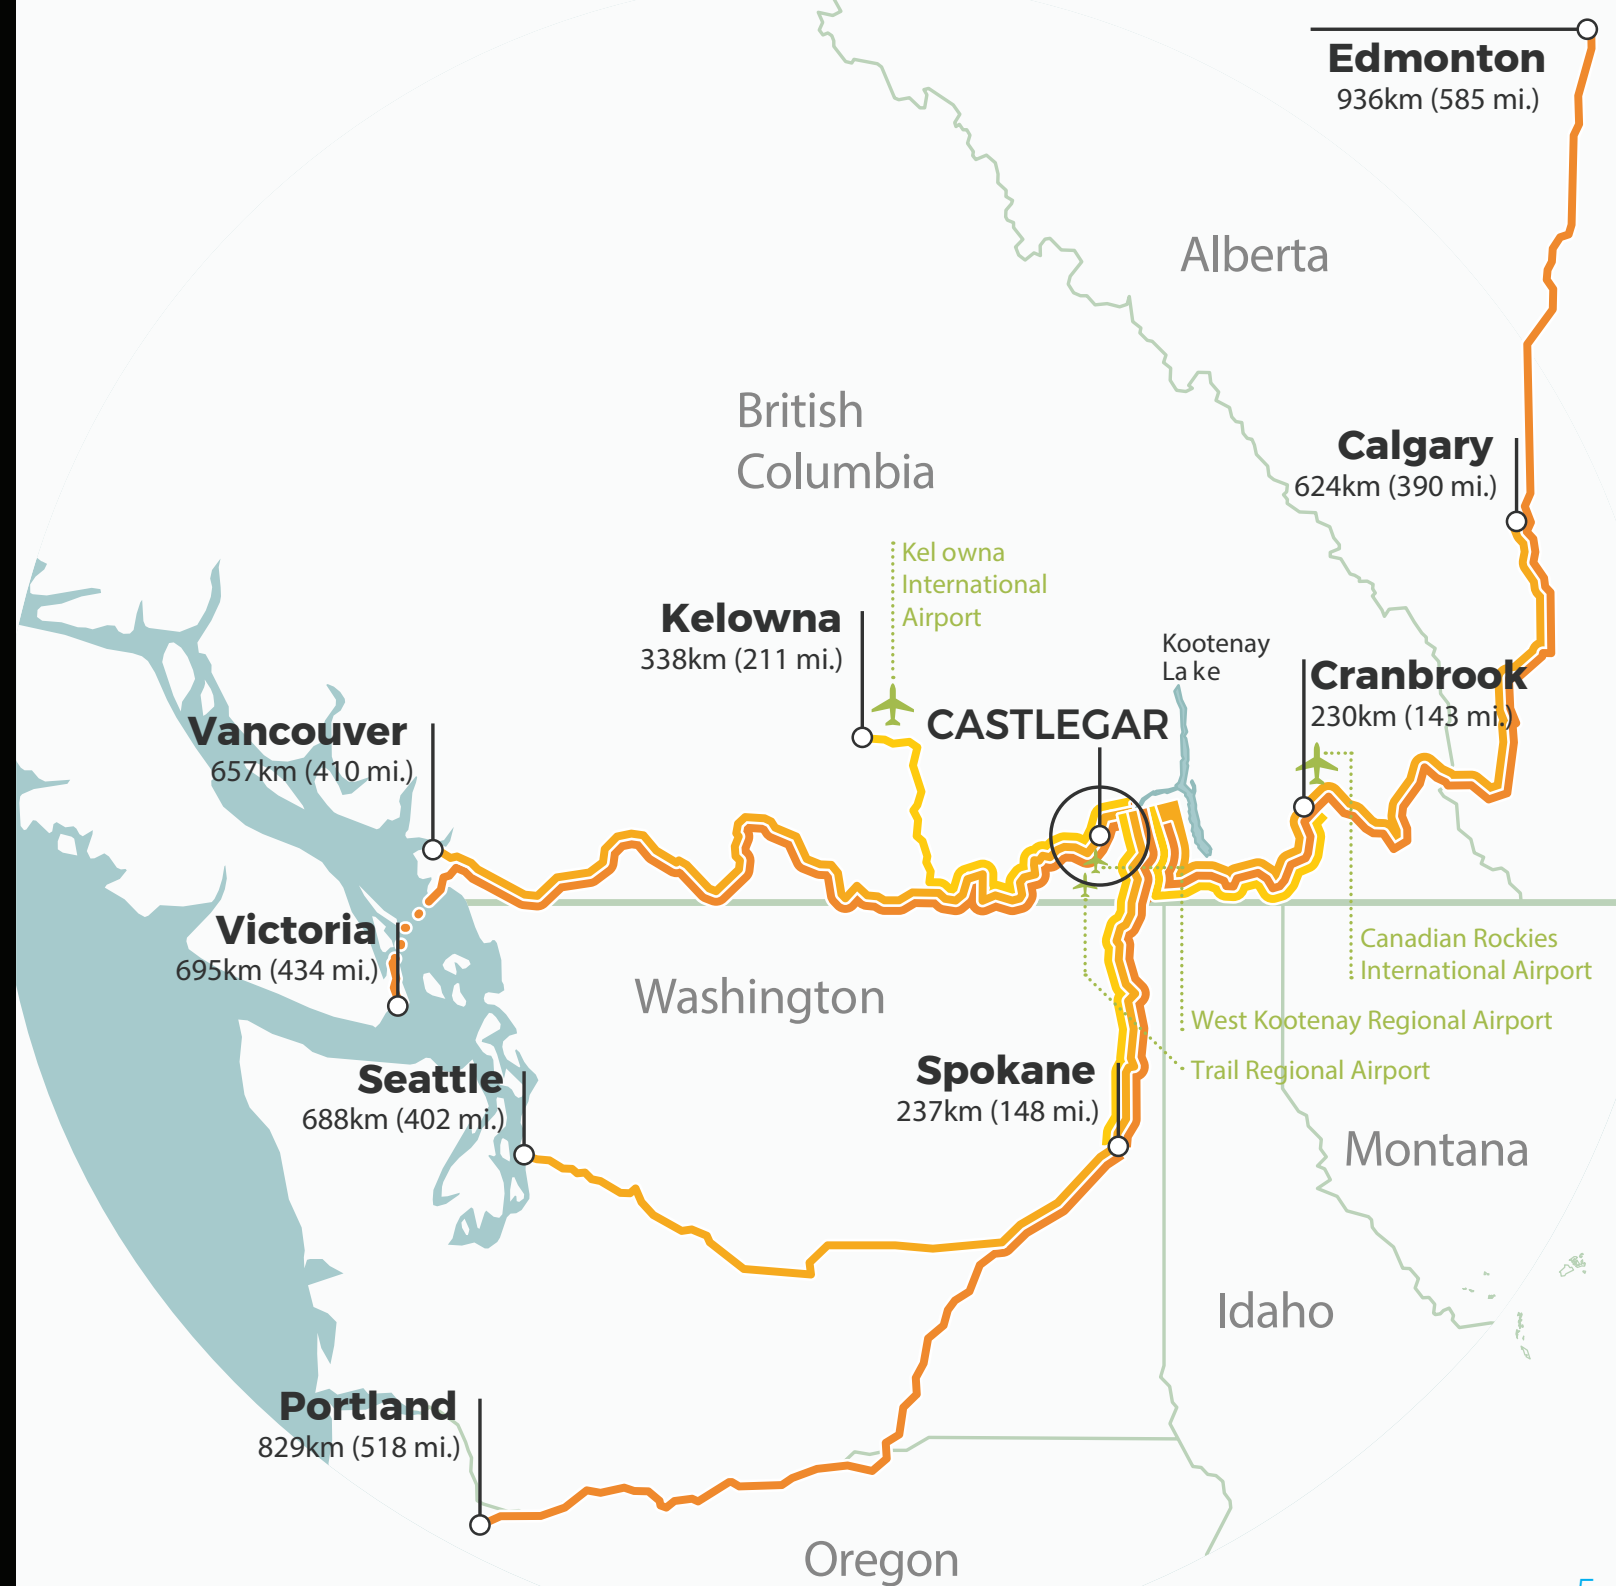 Edmonton
936km (585 mi.)
Alberta
British
Columbia
Calgary
624km (390 mi.)
Kel owna
International
Airport
Kelowna
338km (211 mi.)
Kootenay
La ke
Cranbrook
230km (143 mi.)
Vancouver
657km (410 mi.)
CASTLEGAR
Victoria
695km (434 mi.)
Washington
Canadian Rockies
International Airport
West Kootenay Regional Airport
Trail Regional Airport
Seattle
688km (402 mi.)
Spokane
237km (148 mi.)
Montana
Idaho
Portland
829km (518 mi.)
Oregon